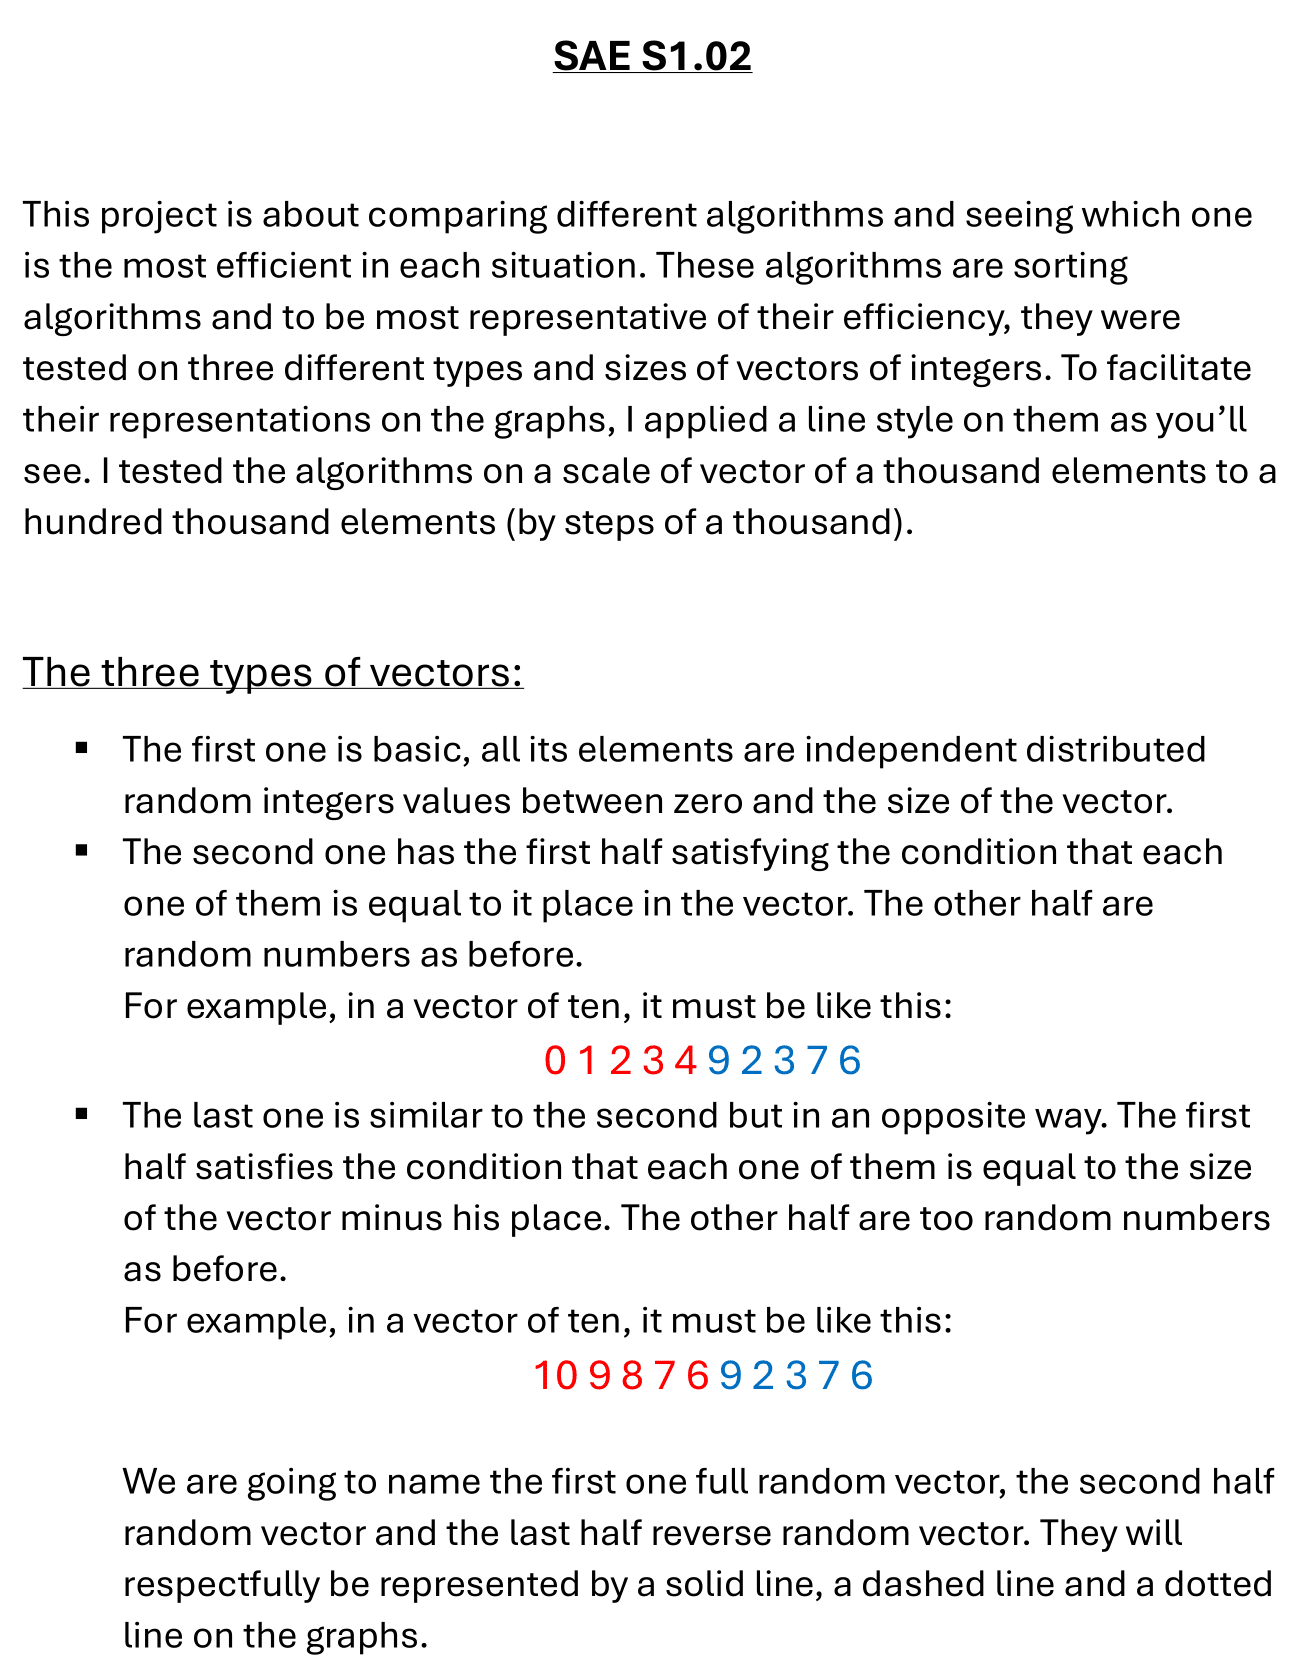 SAE S1.02
This project is about comparing different algorithms and seeing which one
is the most efficient in each situation. These algorithms are sorting
algorithms and to be most representative of their efficiency, they were
tested on three different types and sizes of vectors of integers. To facilitate
their representations on the graphs, I applied a line style on them as you’ll
see. I tested the algorithms on a scale of vector of a thousand elements to a
hundred thousand elements (by steps of a thousand).
The three types of vectors:
▪ The first one is basic, all its elements are independent distributed
random integers values between zero and the size of the vector.
▪ The second one has the first half satisfying the condition that each
one of them is equal to it place in the vector. The other half are
random numbers as before.
For example, in a vector of ten, it must be like this:
0 1 2 3 4 9 2 3 7 6
▪ The last one is similar to the second but in an opposite way. The first
half satisfies the condition that each one of them is equal to the size
of the vector minus his place. The other half are too random numbers
as before.
For example, in a vector of ten, it must be like this:
10 9 8 7 6 9 2 3 7 6
We are going to name the first one full random vector, the second half
random vector and the last half reverse random vector. They will
respectfully be represented by a solid line, a dashed line and a dotted
line on the graphs.